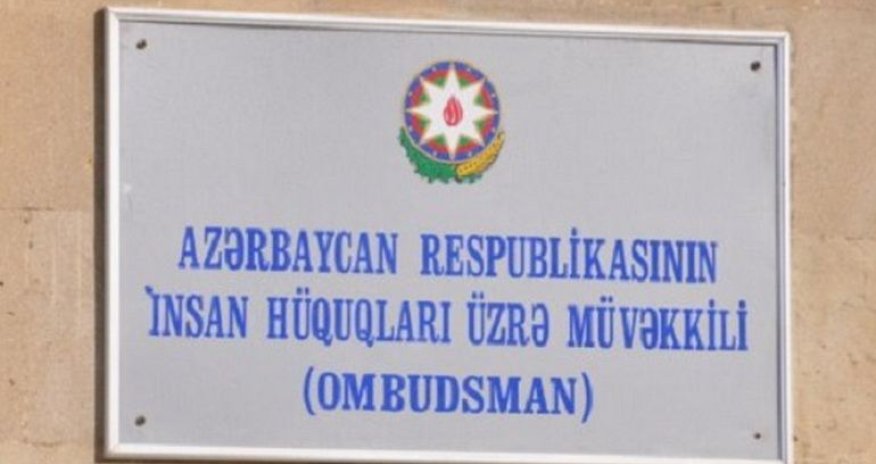 AZƏRBAYCAN RESPUBLİKASININ
İNSAN HÜQUQLARI ÜZRƏ MÜVƏKKİLİ
(OMBUDSMAN)